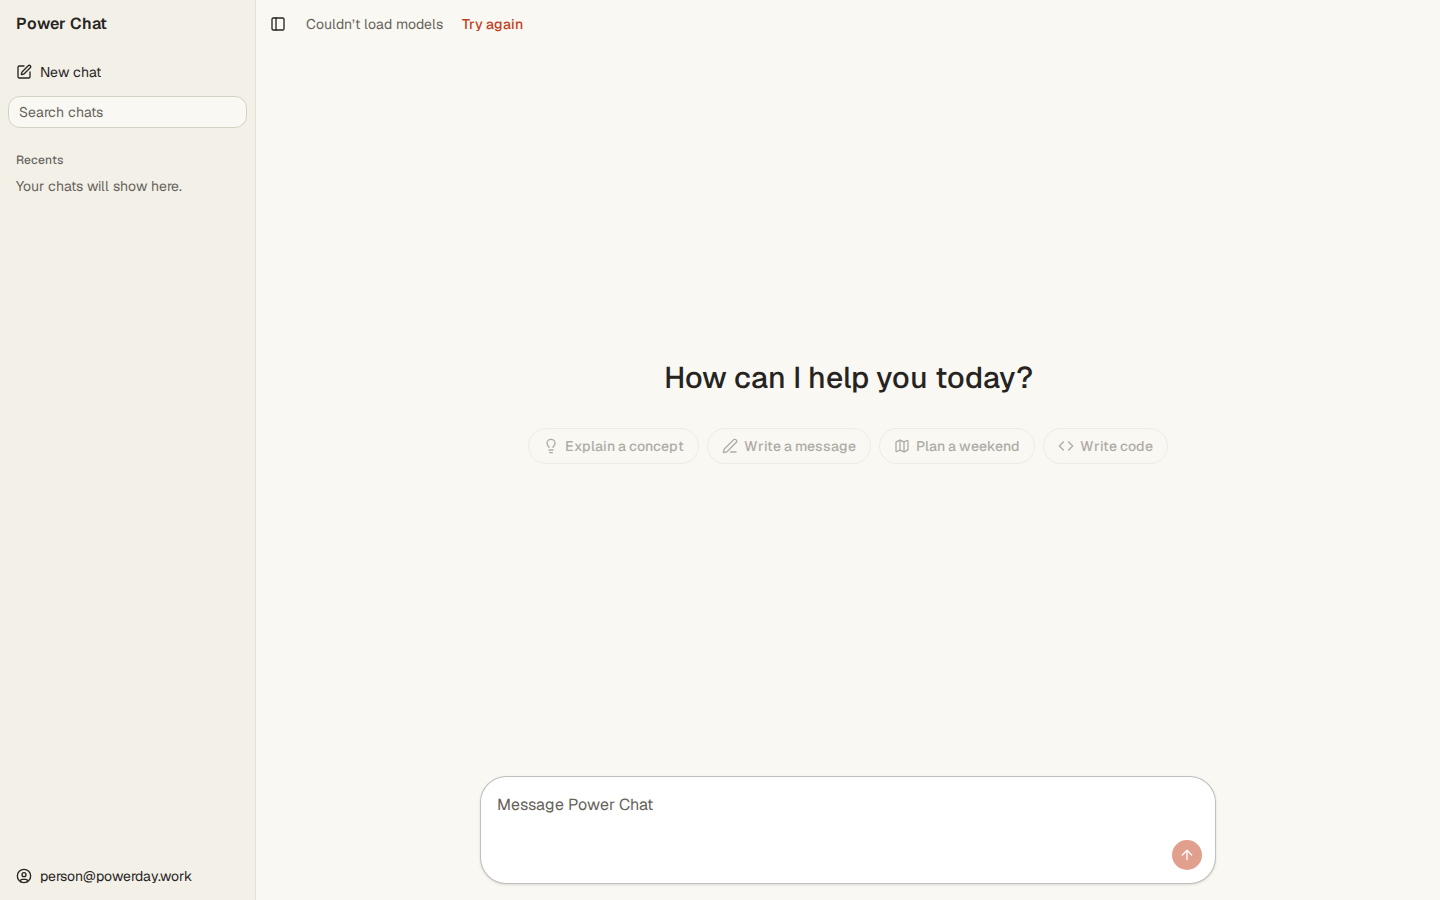 Power Chat
New chat
Search chats
Recents
Your chats will show here.
person@powerday.work
Couldn't load models Try again
How can I help you today?
Explain a concept Write a message Plan a weekend Write code
Message Power Chat